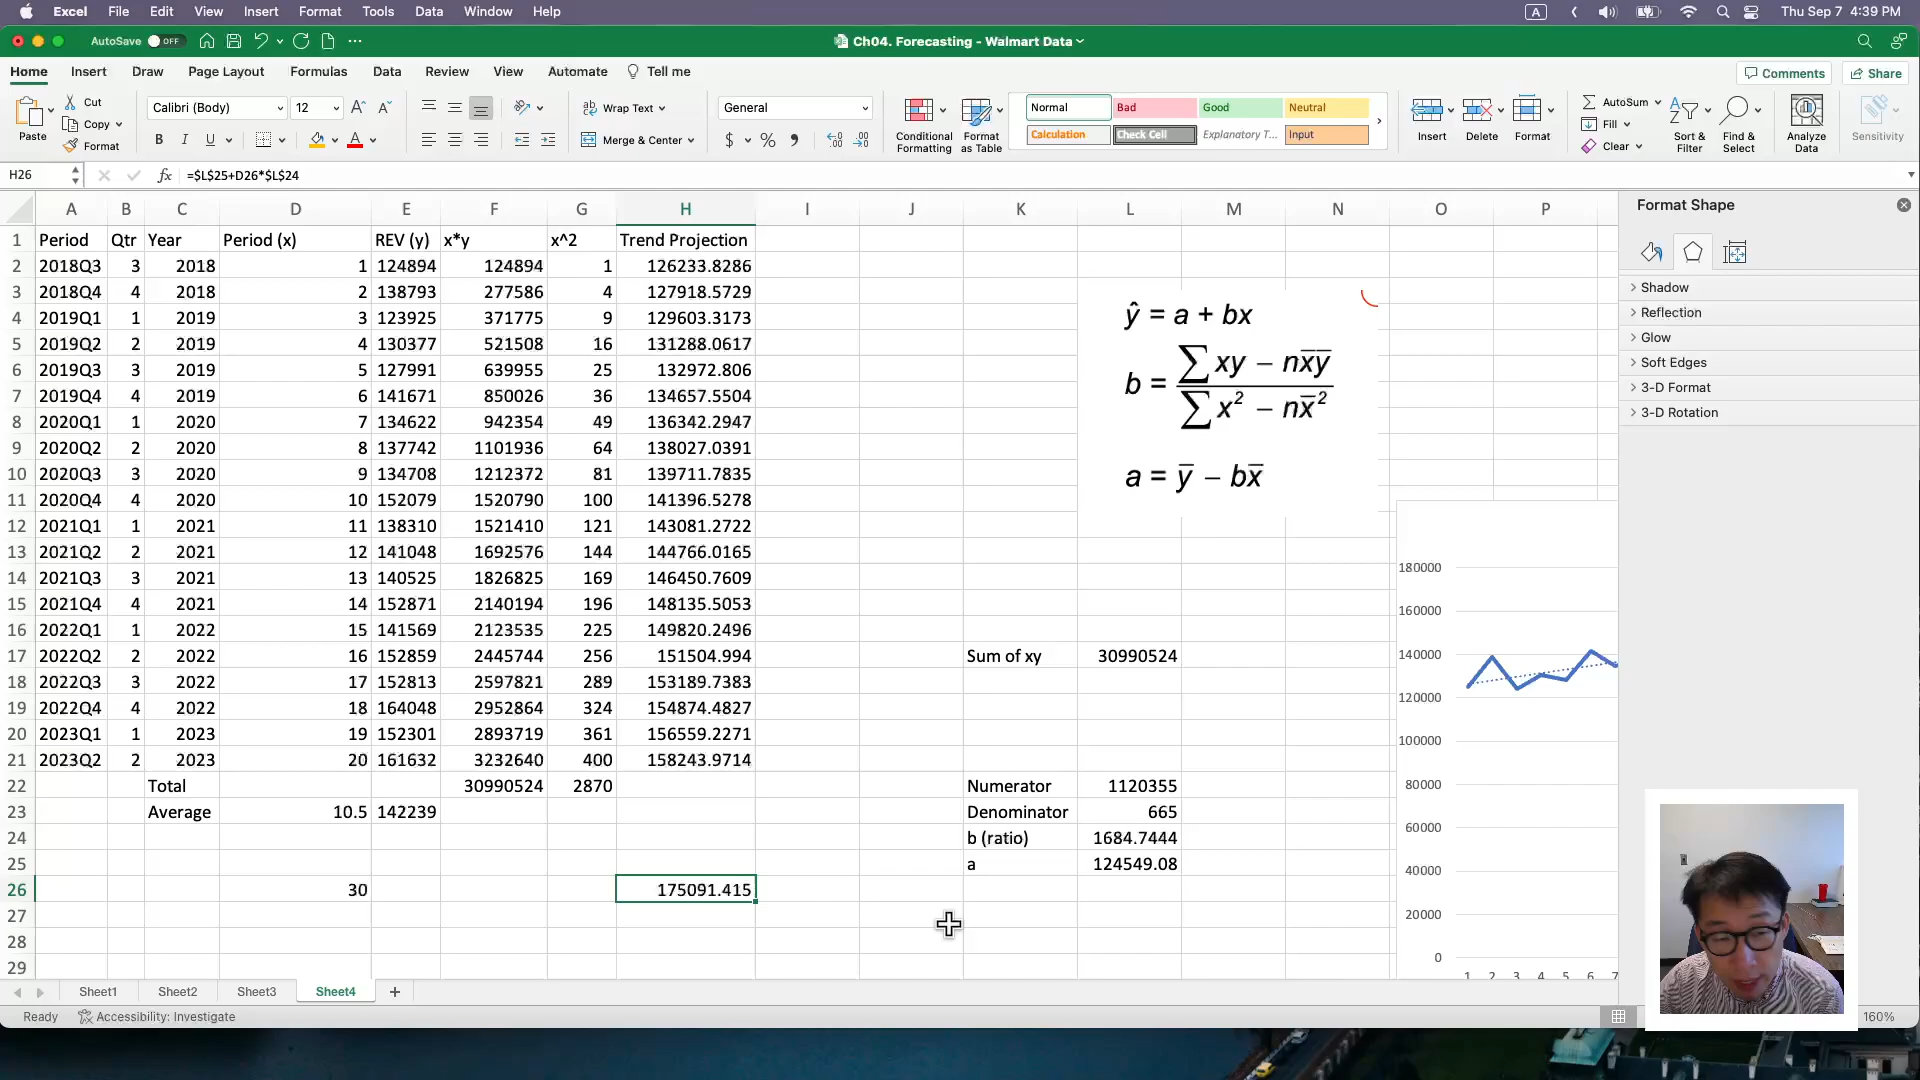 Excel File Edit View Insert Format Tools Data Window Help A Thu Sep 7 4:39 PM
AutoSave OFF Ch04. Forecasting - Walmart Data
Home Insert Draw Page Layout Formulas Data Review View Automate Tell me Comments Share
Paste Cut Copy Format
Calibri (Body) 12 A A
B I U A
ab Wrap Text
Merge & Center
General
$ % 9 .00
Conditional Formatting
Format as Table
Normal Bad Good Neutral
Calculation Check Cell Explanatory T... Input
Insert Delete Format
AutoSum
Fill
Clear
Sort & Filter
Find & Select
Analyze Data
Sensitivity
H26 fx =$L$25+D26*$L$24
A B C D E F G H I J K L M N O P
1 Period Qtr Year Period (x) REV (y) x*y x^2 Trend Projection
2 2018Q3 3 2018 1 124894 124894 1 126233.8286
3 2018Q4 4 2018 2 138793 277586 4 127918.5729
4 2019Q1 1 2019 3 123925 371775 9 129603.3173
5 2019Q2 2 2019 4 130377 521508 16 131288.0617
6 2019Q3 3 2019 5 127991 639955 25 132972.806
7 2019Q4 4 2019 6 141671 850026 36 134657.5504
8 2020Q1 1 2020 7 134622 942354 49 136342.2947
9 2020Q2 2 2020 8 137742 1101936 64 138027.0391
10 2020Q3 3 2020 9 134708 1212372 81 139711.7835
11 2020Q4 4 2020 10 152079 1520790 100 141396.5278
12 2021Q1 1 2021 11 138310 1521410 121 143081.2722
13 2021Q2 2 2021 12 141048 1692576 144 144766.0165
14 2021Q3 3 2021 13 140525 1826825 169 146450.7609
15 2021Q4 4 2021 14 152871 2140194 196 148135.5053
16 2022Q1 1 2022 15 141569 2123535 225 149820.2496
17 2022Q2 2 2022 16 152859 2445744 256 151504.994 Sum of xy 30990524
18 2022Q3 3 2022 17 152813 2597821 289 153189.7383
19 2022Q4 4 2022 18 164048 2952864 324 154874.4827
20 2023Q1 1 2023 19 152301 2893719 361 156559.2271
21 2023Q2 2 2023 20 161632 3232640 400 158243.9714
22 Total 30990524 2870 Numerator 1120355
23 Average 10.5 142239 Denominator 665
24 b (ratio) 1684.7444
25 a 124549.08
26 30 175091.415
27
28
29
ŷ = a + bx
b = ∑ xy − nx̄ȳ / ∑ x² − nx̄²
a = ȳ − bx̄
180000
160000
140000
120000
100000
80000
60000
40000
20000
0
1 2 3 4 5 6 7
Format Shape
Shadow
Reflection
Glow
Soft Edges
3-D Format
3-D Rotation
Sheet1 Sheet2 Sheet3 Sheet4 +
Ready Accessibility: Investigate 160%